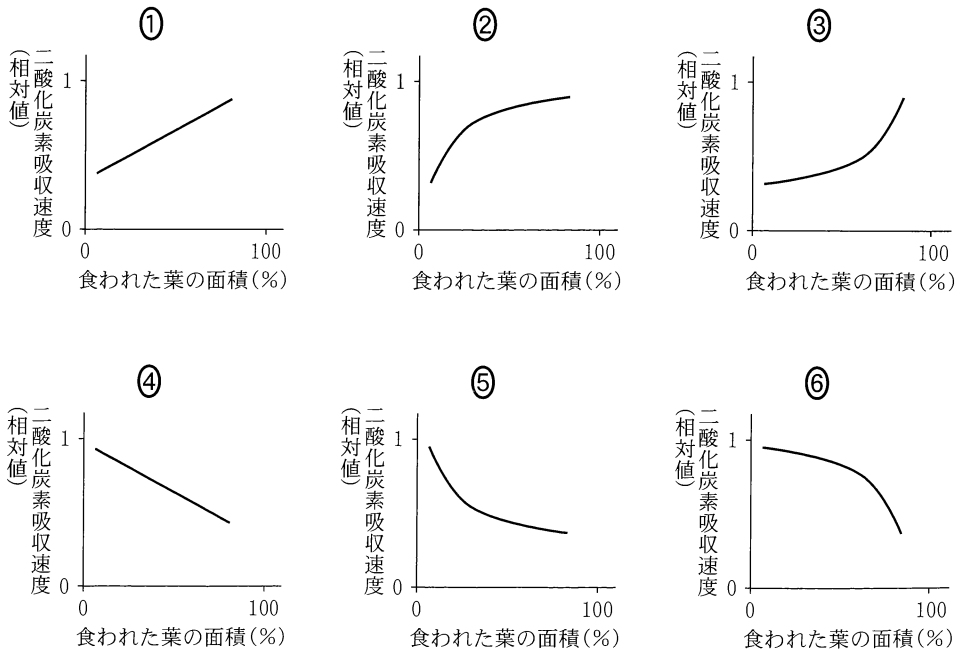 ①
二酸化炭素吸収速度
(相対値)
1
0
0
100
食われた葉の面積(%)
②
二酸化炭素吸収速度
(相対値)
1
0
0
100
食われた葉の面積(%)
③
二酸化炭素吸収速度
(相対値)
1
0
0
100
食われた葉の面積(%)
④
二酸化炭素吸収速度
(相対値)
1
0
0
100
食われた葉の面積(%)
⑤
二酸化炭素吸収速度
(相対値)
1
0
0
100
食われた葉の面積(%)
⑥
二酸化炭素吸収速度
(相対値)
1
0
0
100
食われた葉の面積(%)